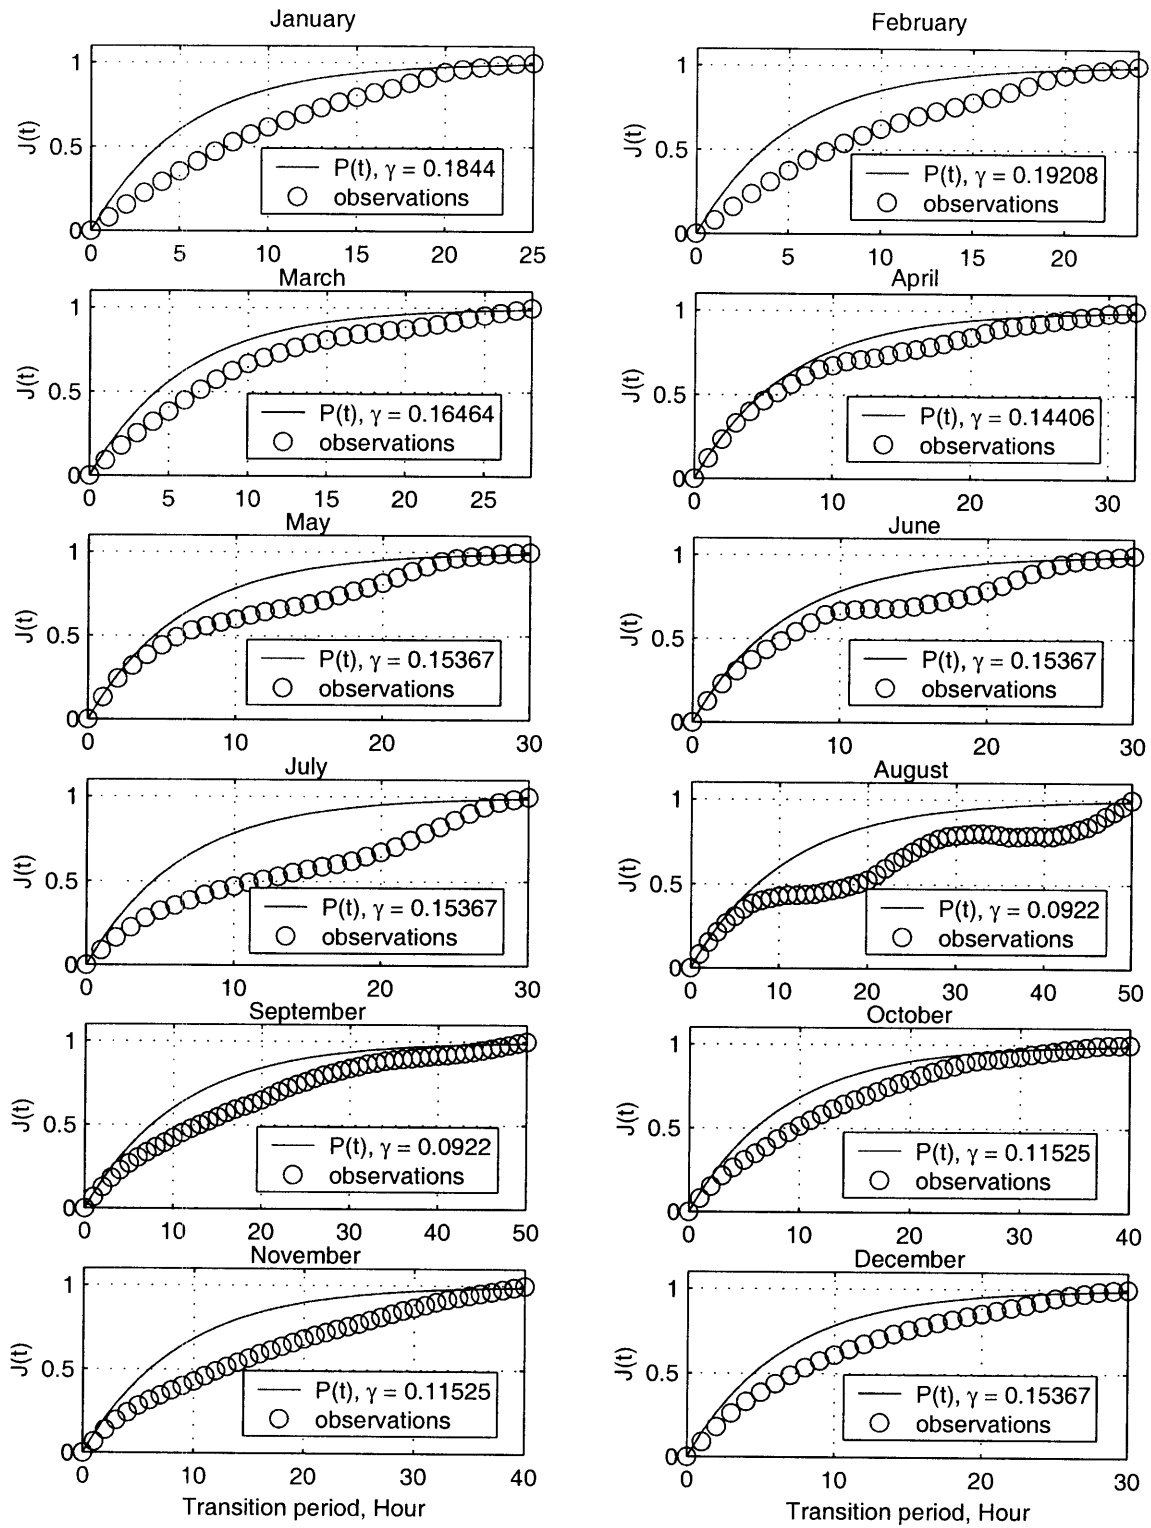 January
J(t)
1
0.5
0
P(t), γ = 0.1844
observations
0 5 10 15 20 25
February
J(t)
1
0.5
0
P(t), γ = 0.19208
observations
0 5 10 15 20
March
J(t)
1
0.5
0
P(t), γ = 0.16464
observations
0 5 10 15 20 25
April
J(t)
1
0.5
0
P(t), γ = 0.14406
observations
0 10 20 30
May
J(t)
1
0.5
0
P(t), γ = 0.15367
observations
0 10 20 30
June
J(t)
1
0.5
0
P(t), γ = 0.15367
observations
0 10 20 30
July
J(t)
1
0.5
0
P(t), γ = 0.15367
observations
0 10 20 30
August
J(t)
1
0.5
0
P(t), γ = 0.0922
observations
0 10 20 30 40 50
September
J(t)
1
0.5
0
P(t), γ = 0.0922
observations
0 10 20 30 40 50
October
J(t)
1
0.5
0
P(t), γ = 0.11525
observations
0 10 20 30 40
November
J(t)
1
0.5
0
P(t), γ = 0.11525
observations
0 10 20 30 40
Transition period, Hour
December
J(t)
1
0.5
0
P(t), γ = 0.15367
observations
0 10 20 30
Transition period, Hour